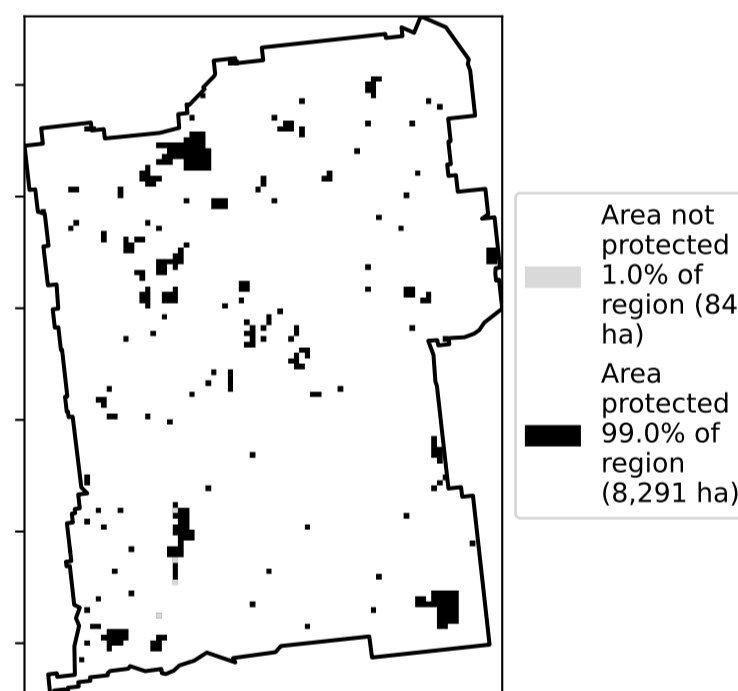 Area not
protected
1.0% of
region (84
ha)
Area
protected
99.0% of
region
(8,291 ha)